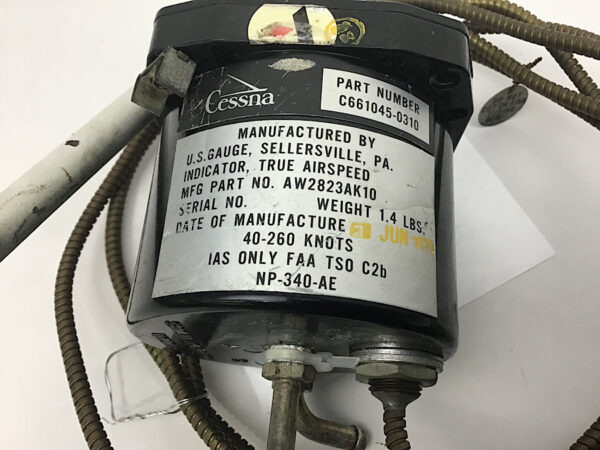 Cessna
PART NUMBER
C661045-0310
MANUFACTURED BY
U.S.GAUGE, SELLERSVILLE, PA.
INDICATOR, TRUE AIRSPEED
MFG PART NO. AW2823AK10
SERIAL NO. WEIGHT 1.4 LBS.
DATE OF MANUFACTURE JUN
40-260 KNOTS
IAS ONLY FAA TSO C2b
NP-340-AE